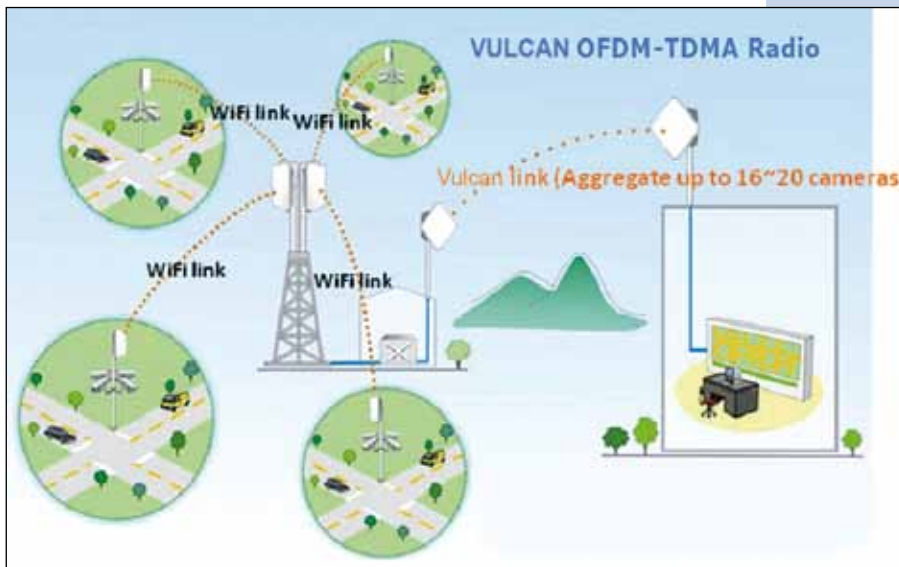 VULCAN OFDM-TDMA Radio
WiFi link
WiFi link
Vulcan link (Aggregate up to 16~20 cameras
WiFi link
WiFi link